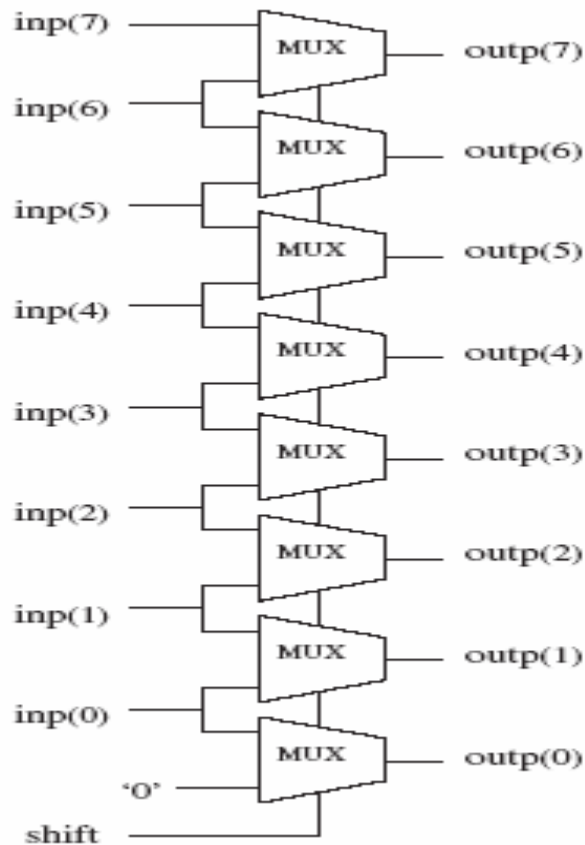 inp(7) MUX outp(7)
inp(6) MUX outp(6)
inp(5) MUX outp(5)
inp(4) MUX outp(4)
inp(3) MUX outp(3)
inp(2) MUX outp(2)
inp(1) MUX outp(1)
inp(0) MUX outp(0)
‘0’
shift